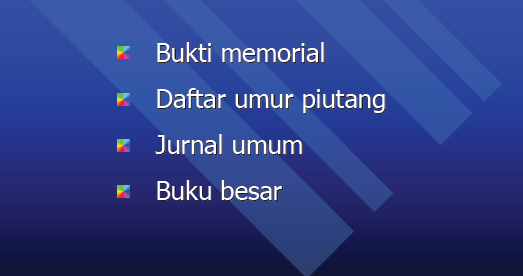 Bukti memorial
Daftar umur piutang
Jurnal umum
Buku besar